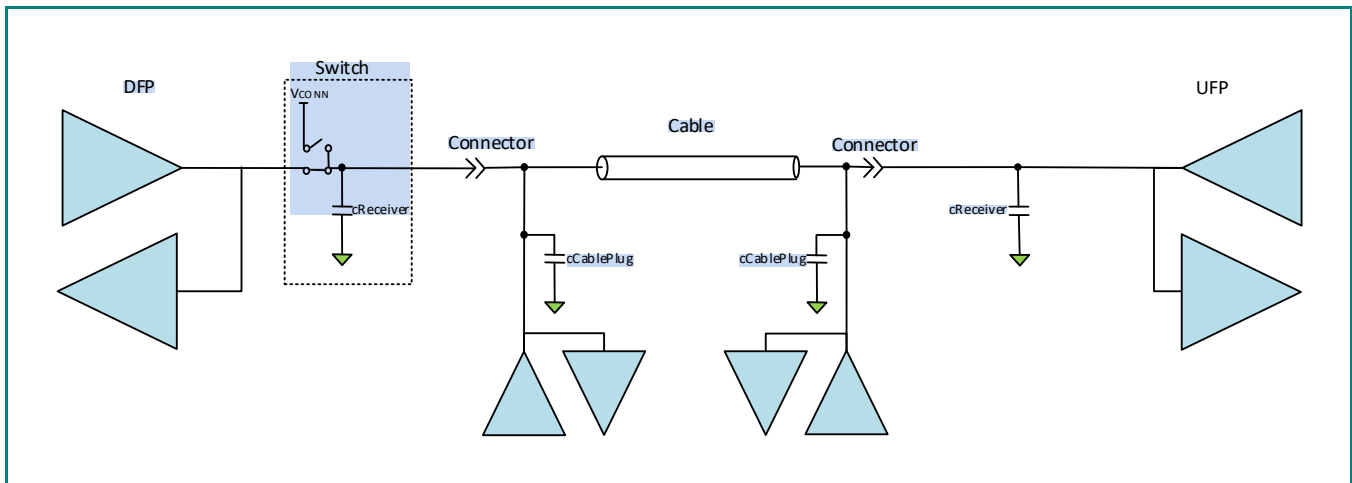 Switch
DFP
VCONN
UFP
Cable
Connector
Connector
cReceiver
cReceiver
cCablePlug
cCablePlug